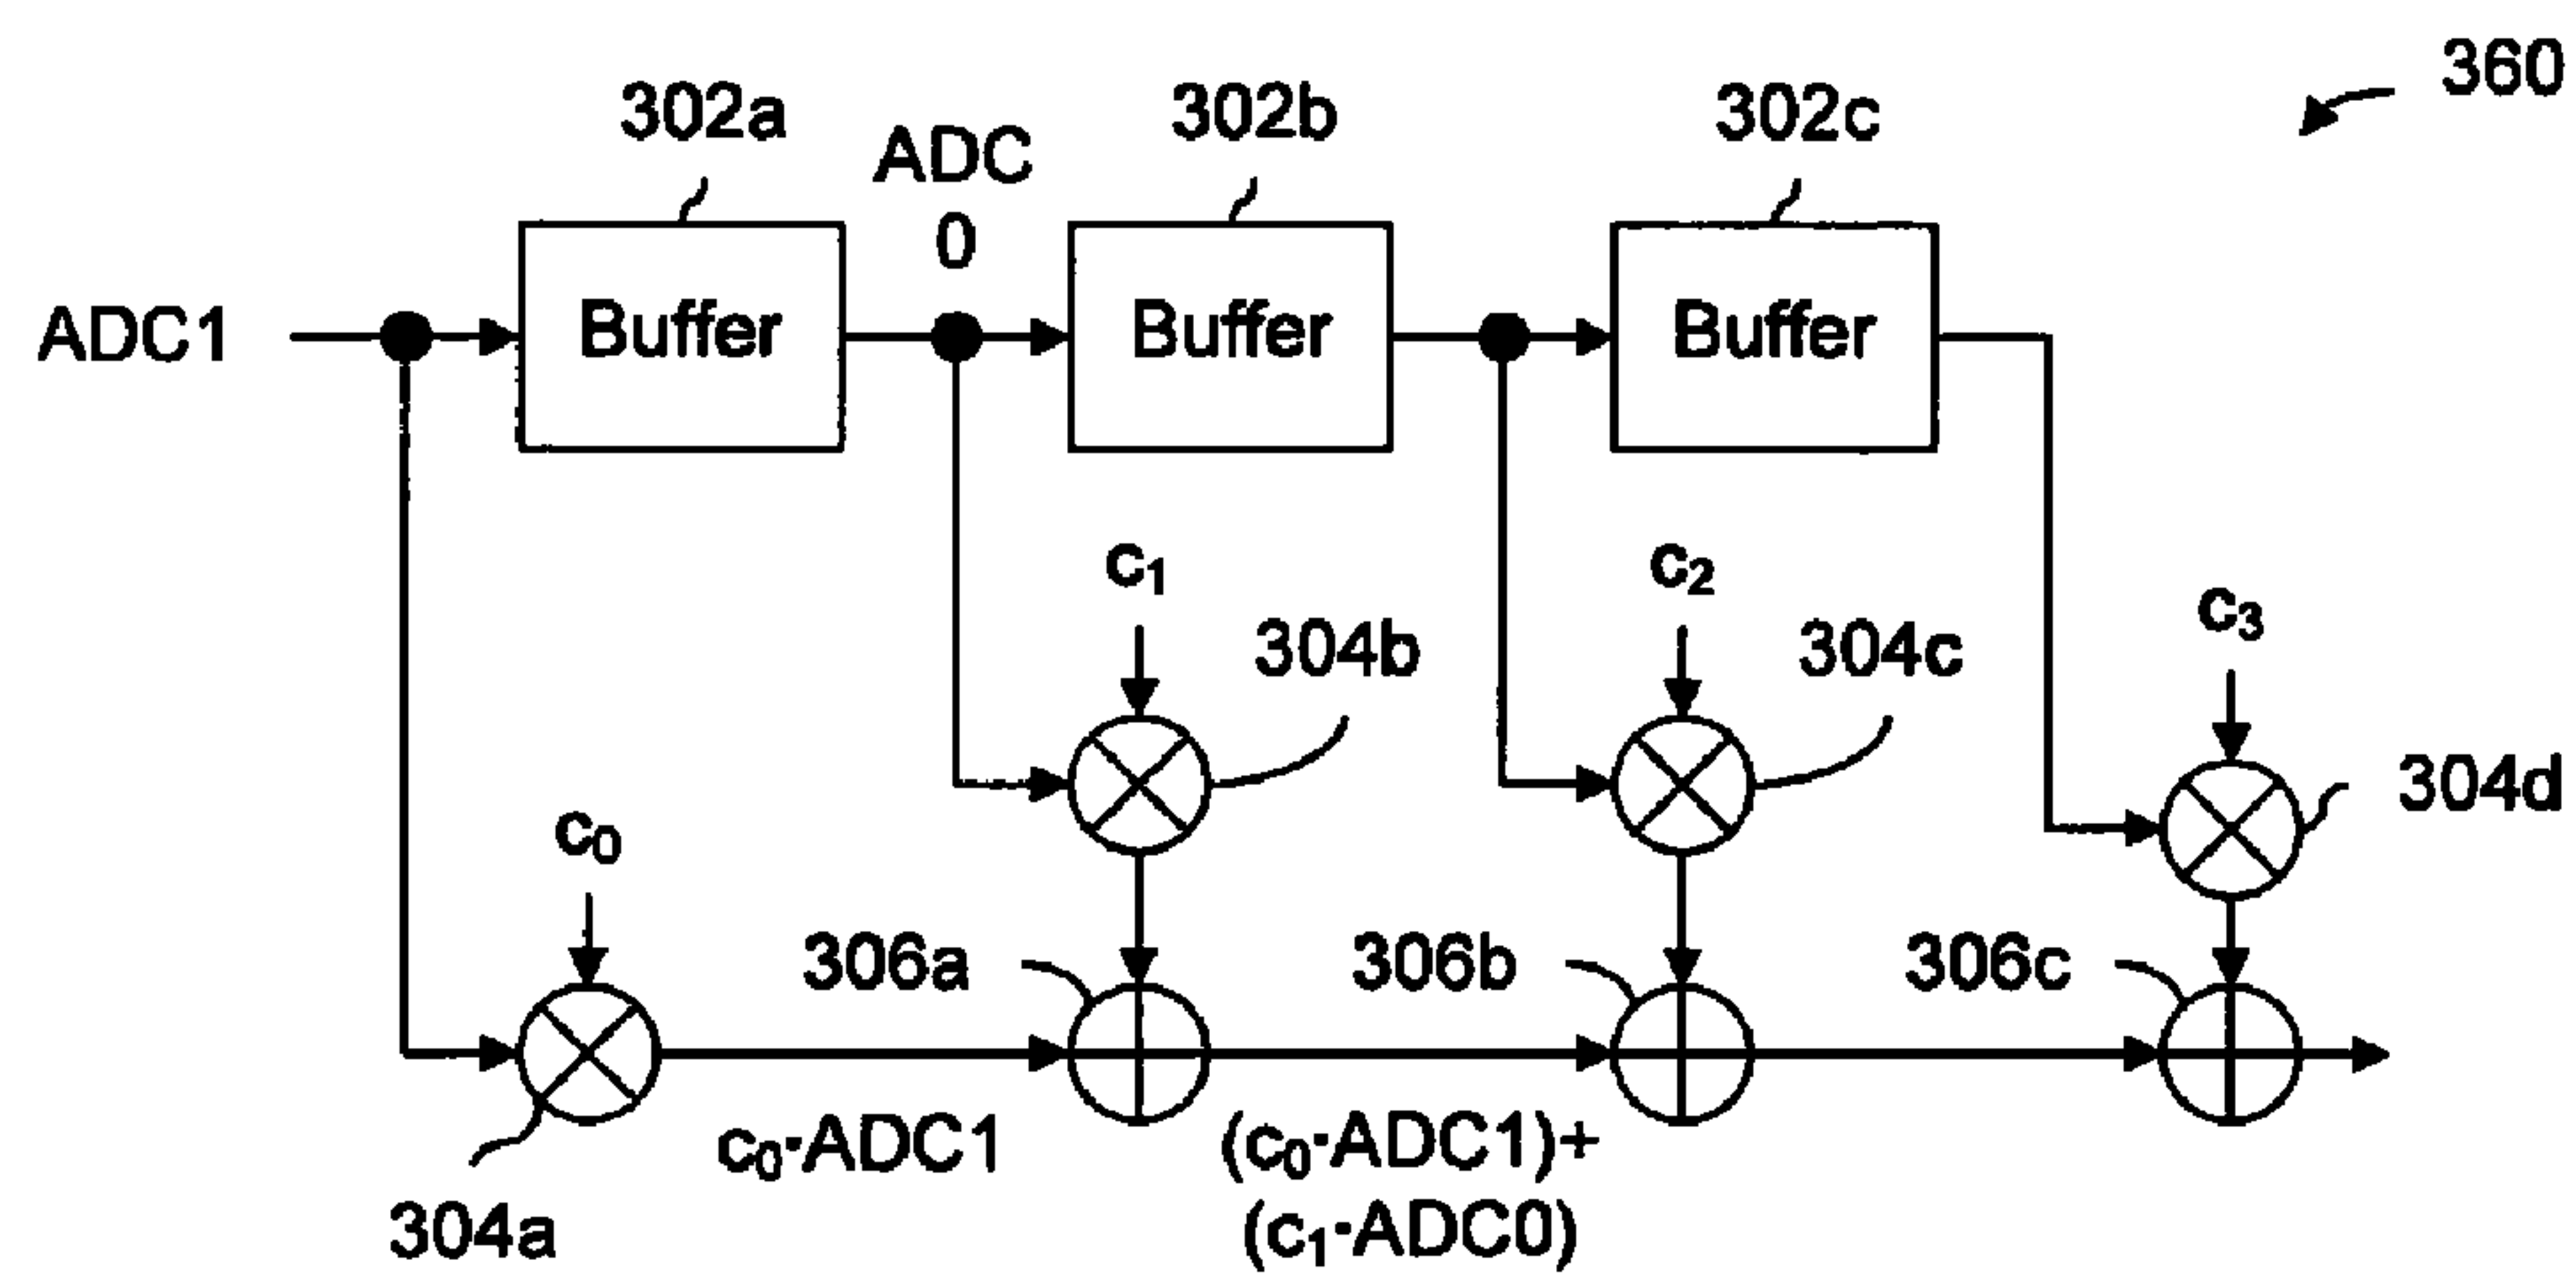 360
302a
302b
302c
ADC
0
ADC1
Buffer
Buffer
Buffer
c₁
c₂
c₃
304b
304c
304d
c₀
306a
306b
306c
c₀·ADC1
(c₀·ADC1)+
(c₁·ADC0)
304a